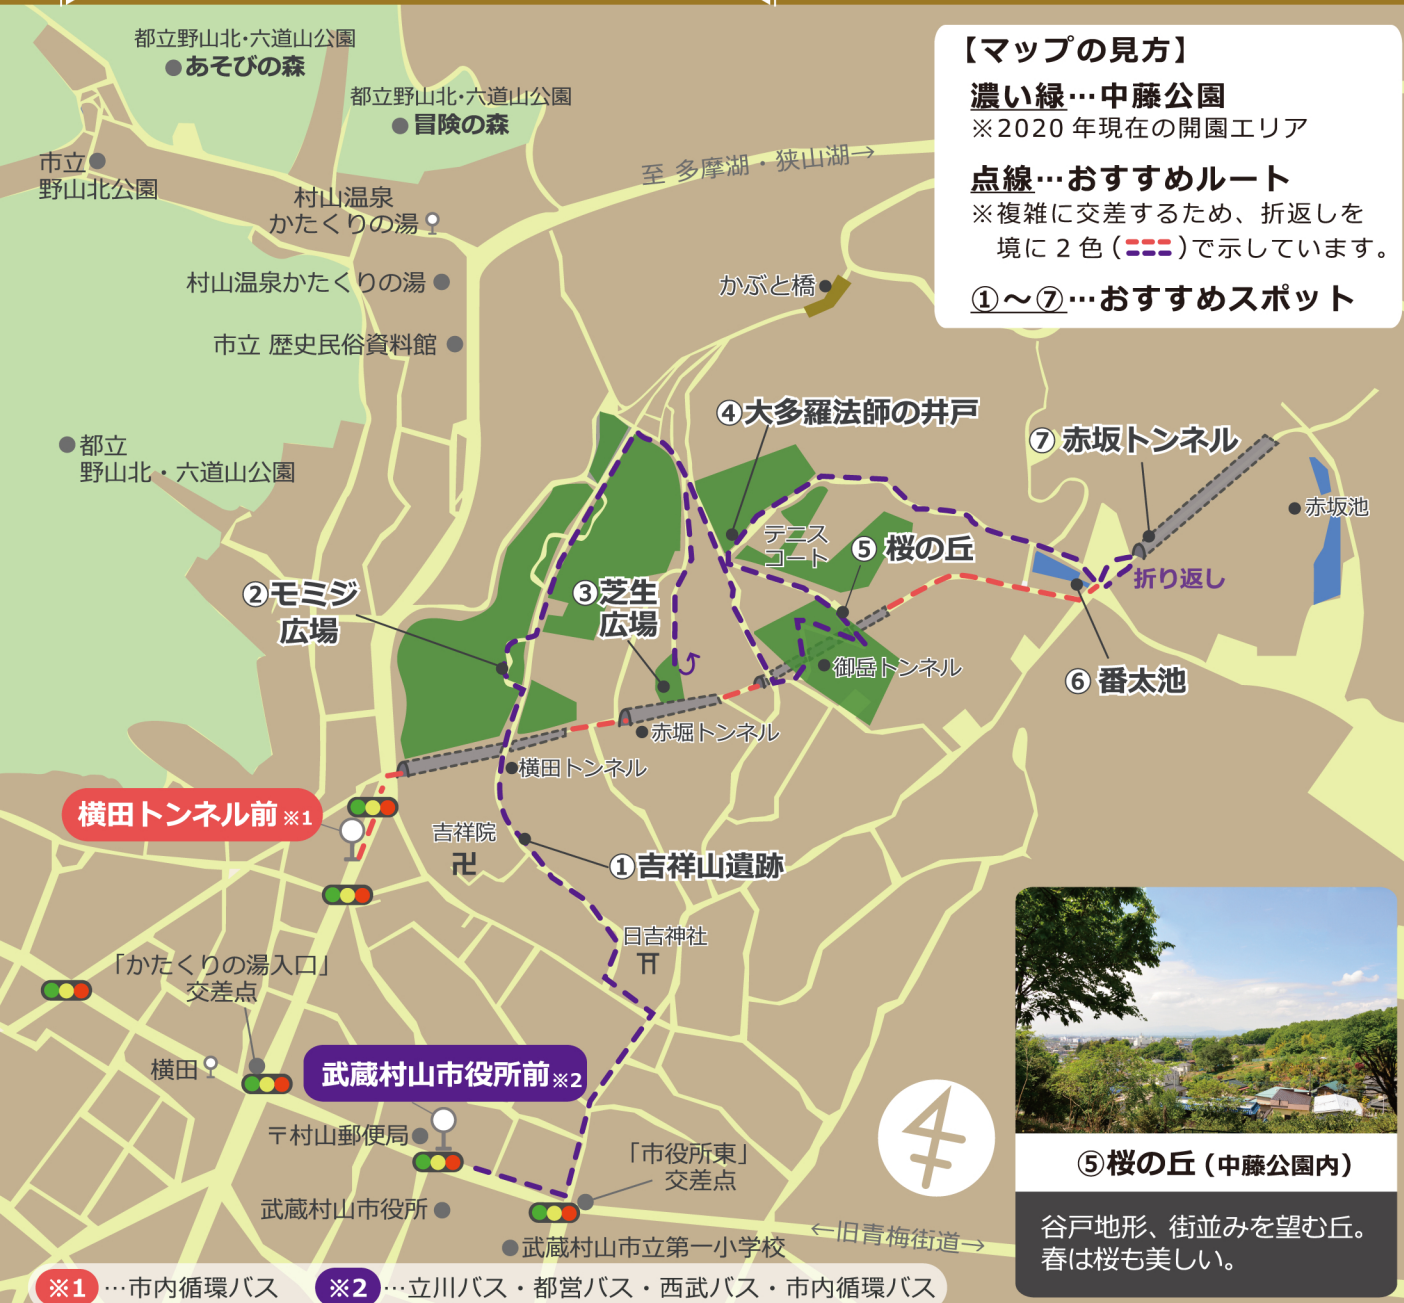 都立野山北・六道山公園
あそびの森
都立野山北・六道山公園
冒険の森
市立
野山北公園
村山温泉
かたくりの湯
至 多摩湖・狭山湖→
村山温泉かたくりの湯
市立 歴史民俗資料館
都立
野山北・六道山公園
かぶと橋
【マップの見方】
濃い緑…中藤公園
※2020年現在の開園エリア
点線…おすすめルート
※複雑に交差するため、折返しを
境に2色( )で示しています。
①～⑦…おすすめスポット
④大多羅法師の井戸
⑦赤坂トンネル
赤坂池
テニス
コート
⑤桜の丘
折り返し
②モミジ
広場
③芝生
広場
御岳トンネル
⑥番太池
赤堀トンネル
横田トンネル
横田トンネル前※1
吉祥院
卍
①吉祥山遺跡
日吉神社
「かたくりの湯入口」
交差点
横田
武蔵村山市役所前※2
〒村山郵便局
「市役所東」
交差点
武蔵村山市役所
←旧青梅街道→
武蔵村山市立第一小学校
⑤桜の丘(中藤公園内)
谷戸地形、街並みを望む丘。
春は桜も美しい。
※1…市内循環バス ※2…立川バス・都営バス・西武バス・市内循環バス